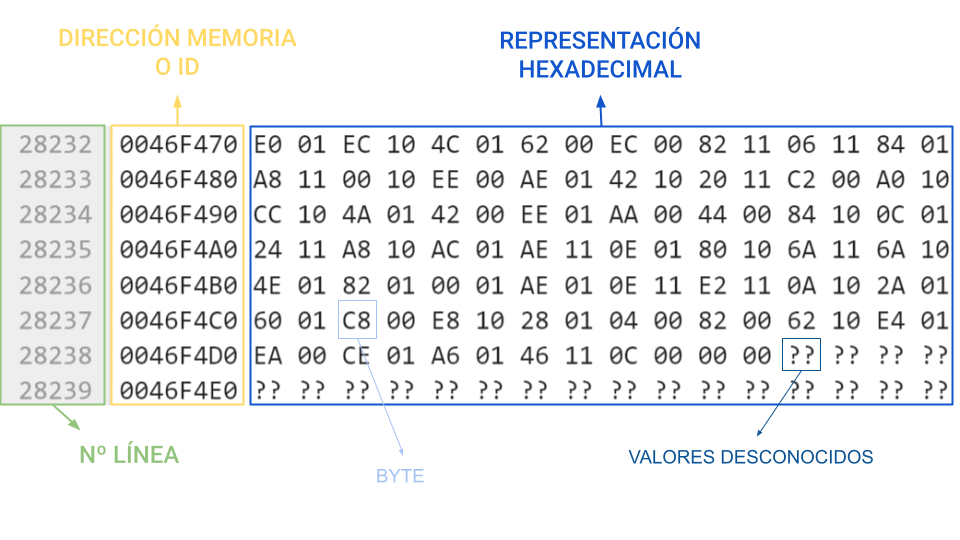 DIRECCIÓN MEMORIA
O ID
REPRESENTACIÓN
HEXADECIMAL
28232 0046F470 E0 01 EC 10 4C 01 62 00 EC 00 82 11 06 11 84 01
28233 0046F480 A8 11 00 10 EE 00 AE 01 42 10 20 11 C2 00 A0 10
28234 0046F490 CC 10 4A 01 42 00 EE 01 AA 00 44 00 84 10 0C 01
28235 0046F4A0 24 11 A8 10 AC 01 AE 11 0E 01 80 10 6A 11 6A 10
28236 0046F4B0 4E 01 82 01 00 01 AE 01 0E 11 E2 11 0A 10 2A 01
28237 0046F4C0 60 01 C8 00 E8 10 28 01 04 00 82 00 62 10 E4 01
28238 0046F4D0 EA 00 CE 01 A6 01 46 11 0C 00 00 00 ?? ?? ?? ??
28239 0046F4E0 ?? ?? ?? ?? ?? ?? ?? ?? ?? ?? ?? ?? ?? ?? ?? ??
Nº LÍNEA
BYTE
VALORES DESCONOCIDOS